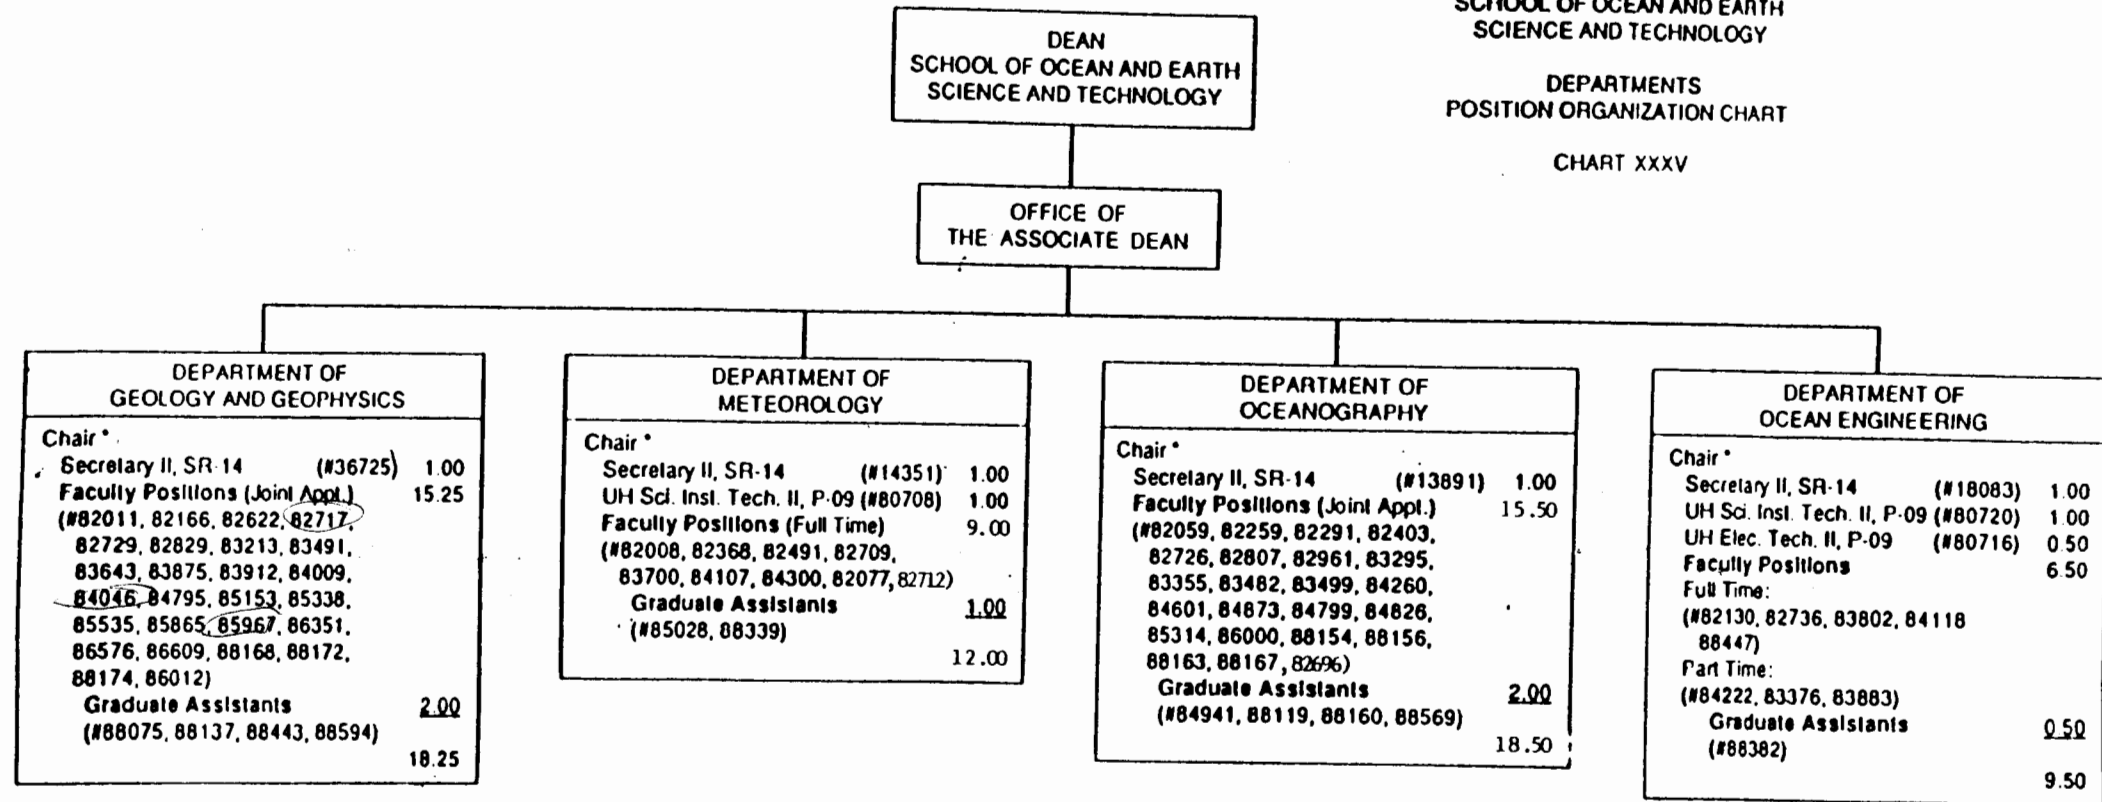 SCHOOL OF OCEAN AND EARTH
SCIENCE AND TECHNOLOGY
DEPARTMENTS
POSITION ORGANIZATION CHART
CHART XXXV
DEAN
SCHOOL OF OCEAN AND EARTH
SCIENCE AND TECHNOLOGY
OFFICE OF
THE ASSOCIATE DEAN
DEPARTMENT OF
GEOLOGY AND GEOPHYSICS
Chair *
Secretary II, SR-14 (#36725) 1.00
Faculty Positions (Joint Appt.) 15.25
(#82011, 82166, 82622, 82717,
82729, 82829, 83213, 83491,
83643, 83875, 83912, 84009,
84046, 84795, 85153, 85338,
85535, 85865, 85967, 86351,
86576, 86609, 88168, 88172,
88174, 86012)
Graduate Assistants 2.00
(#88075, 88137, 88443, 88594)
18.25
DEPARTMENT OF
METEOROLOGY
Chair *
Secretary II, SR-14 (#14351) 1.00
UH Sci. Inst. Tech. II, P-09 (#80708) 1.00
Faculty Positions (Full Time) 9.00
(#82008, 82368, 82491, 82709,
83700, 84107, 84300, 82077, 82712)
Graduate Assistants 1.00
(#85028, 88339)
12.00
DEPARTMENT OF
OCEANOGRAPHY
Chair *
Secretary II, SR-14 (#13891) 1.00
Faculty Positions (Joint Appt.) 15.50
(#82059, 82259, 82291, 82403,
82726, 82807, 82961, 83295,
83355, 83482, 83499, 84260,
84601, 84873, 84799, 84826,
85314, 86000, 88154, 88156,
88163, 88167, 82696)
Graduate Assistants 2.00
(#84941, 88119, 88160, 88569)
18.50
DEPARTMENT OF
OCEAN ENGINEERING
Chair *
Secretary II, SR-14 (#18083) 1.00
UH Sci. Inst. Tech. II, P-09 (#80720) 1.00
UH Elec. Tech. II, P-09 (#80716) 0.50
Faculty Positions 6.50
Full Time:
(#82130, 82736, 83802, 84118
88447)
Part Time:
(#84222, 83376, 83883)
Graduate Assistants 0.50
(#88382)
9.50